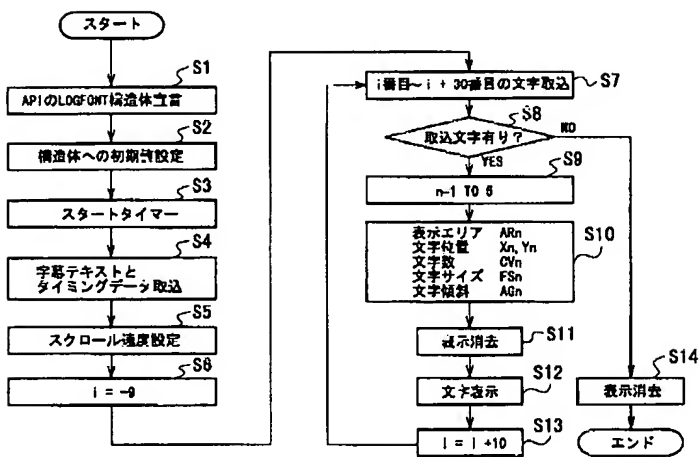 スタート
S1
APIのLOGFONT構造体宣言
S2
構造体への初期値設定
S3
スタートタイマー
S4
字幕テキストと
タイミングデータ取込
S5
スクロール速度設定
S6
i = -9
S7
i番目～i + 30番目の文字取込
S8
取込文字有り?
NO
YES
S9
n-1 TO 6
S10
表示エリア ARn
文字位置 Xn, Yn
文字数 CVn
文字サイズ FSn
文字傾斜 AGn
S11
表示消去
S12
文字表示
S13
i = i +10
S14
表示消去
エンド